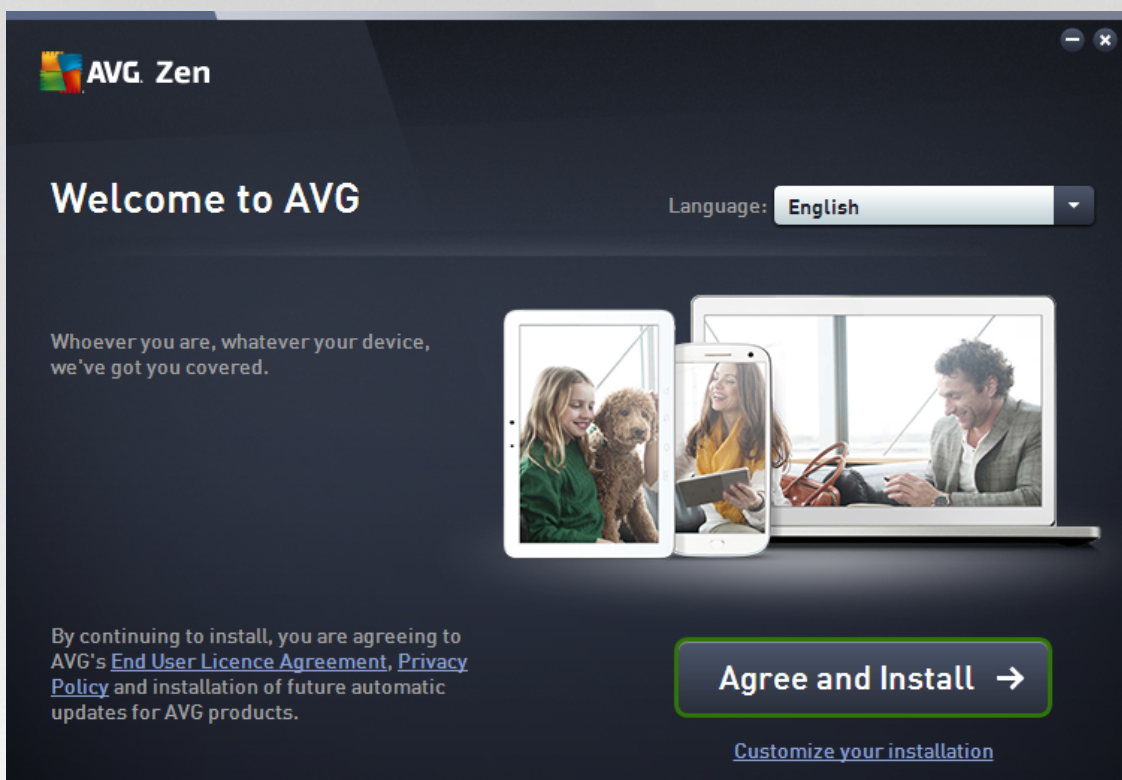 AVG. Zen
Welcome to AVG
Language: English
Whoever you are, whatever your device,
we've got you covered.
By continuing to install, you are agreeing to
AVG's End User Licence Agreement, Privacy
Policy and installation of future automatic
updates for AVG products.
Agree and Install →
Customize your installation